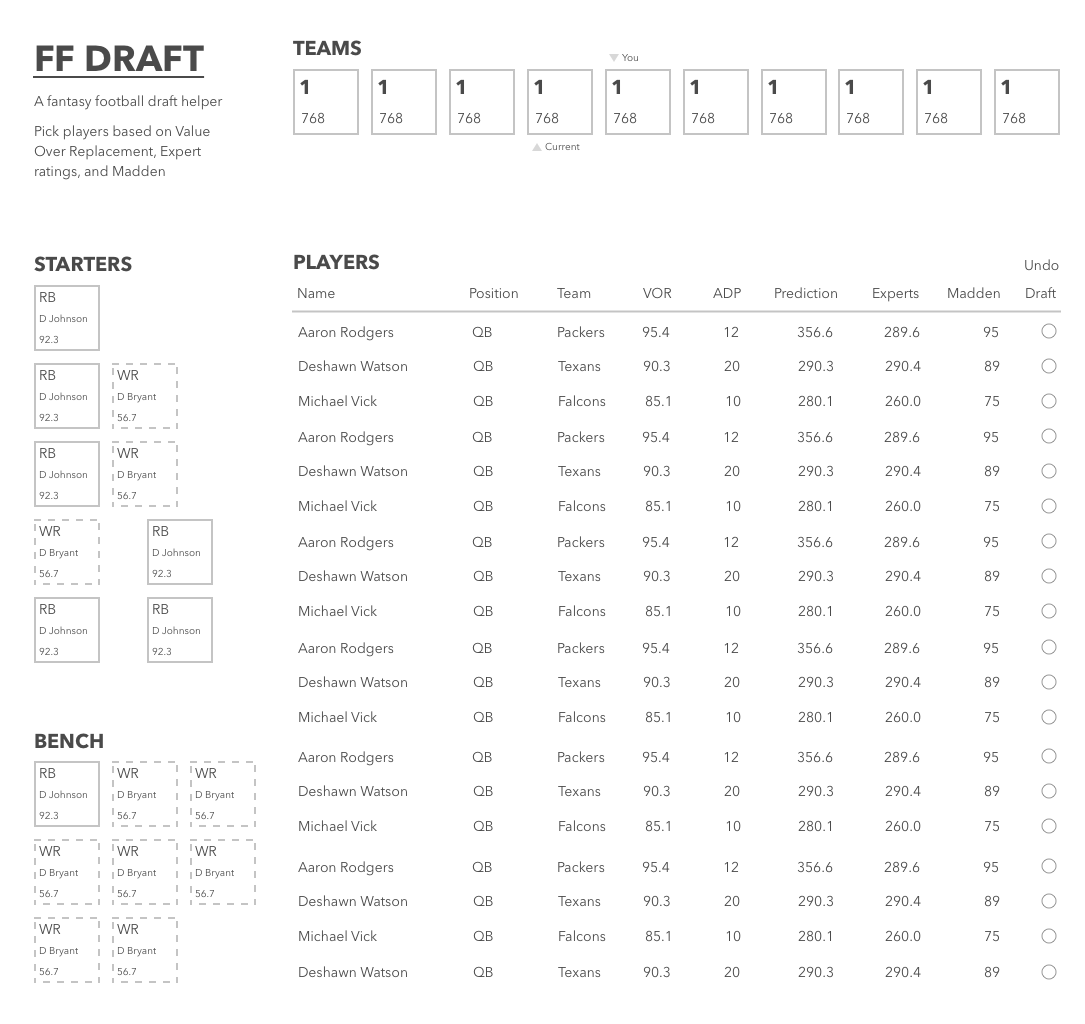 FF DRAFT
A fantasy football draft helper
Pick players based on Value
Over Replacement, Expert
ratings, and Madden
TEAMS
You
1 1 1 1 1 1 1 1 1 1
768 768 768 768 768 768 768 768 768 768
Current
STARTERS
RB
D Johnson
92.3
RB WR
D Johnson D Bryant
92.3 56.7
RB WR
D Johnson D Bryant
92.3 56.7
WR RB
D Bryant D Johnson
56.7 92.3
RB RB
D Johnson D Johnson
92.3 92.3
BENCH
RB WR WR
D Johnson D Bryant D Bryant
92.3 56.7 56.7
WR WR WR
D Bryant D Bryant D Bryant
56.7 56.7 56.7
WR WR
D Bryant D Bryant
56.7 56.7
PLAYERS
Undo
Name Position Team VOR ADP Prediction Experts Madden Draft
Aaron Rodgers QB Packers 95.4 12 356.6 289.6 95
Deshawn Watson QB Texans 90.3 20 290.3 290.4 89
Michael Vick QB Falcons 85.1 10 280.1 260.0 75
Aaron Rodgers QB Packers 95.4 12 356.6 289.6 95
Deshawn Watson QB Texans 90.3 20 290.3 290.4 89
Michael Vick QB Falcons 85.1 10 280.1 260.0 75
Aaron Rodgers QB Packers 95.4 12 356.6 289.6 95
Deshawn Watson QB Texans 90.3 20 290.3 290.4 89
Michael Vick QB Falcons 85.1 10 280.1 260.0 75
Aaron Rodgers QB Packers 95.4 12 356.6 289.6 95
Deshawn Watson QB Texans 90.3 20 290.3 290.4 89
Michael Vick QB Falcons 85.1 10 280.1 260.0 75
Aaron Rodgers QB Packers 95.4 12 356.6 289.6 95
Deshawn Watson QB Texans 90.3 20 290.3 290.4 89
Michael Vick QB Falcons 85.1 10 280.1 260.0 75
Aaron Rodgers QB Packers 95.4 12 356.6 289.6 95
Deshawn Watson QB Texans 90.3 20 290.3 290.4 89
Michael Vick QB Falcons 85.1 10 280.1 260.0 75
Deshawn Watson QB Texans 90.3 20 290.3 290.4 89